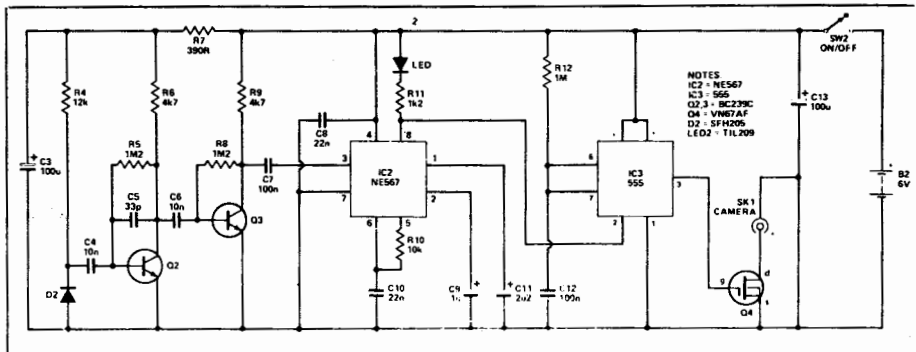 2
R7
390R
SW2
ON/OFF
R4
12k
R6
4k7
R9
4k7
LED
R11
1k2
R12
1M
NOTES
IC2 = NE567
IC3 = 555
Q2,3 = BC239C
Q4 = VN67AF
D2 = SFH205
LED2 = TIL209
C13
100u
C8
22n
R5
1M2
R8
1M2
C3
100u
C7
100n
4
8
3
IC2
NE567
1
7
2
6
5
6
IC3
555
7
3
2
1
B2
6V
SK1
CAMERA
C5
33p
C6
10n
Q3
C4
10n
Q2
R10
10k
D2
C10
22n
C9
C11
2u2
C12
100n
g
d
s
Q4